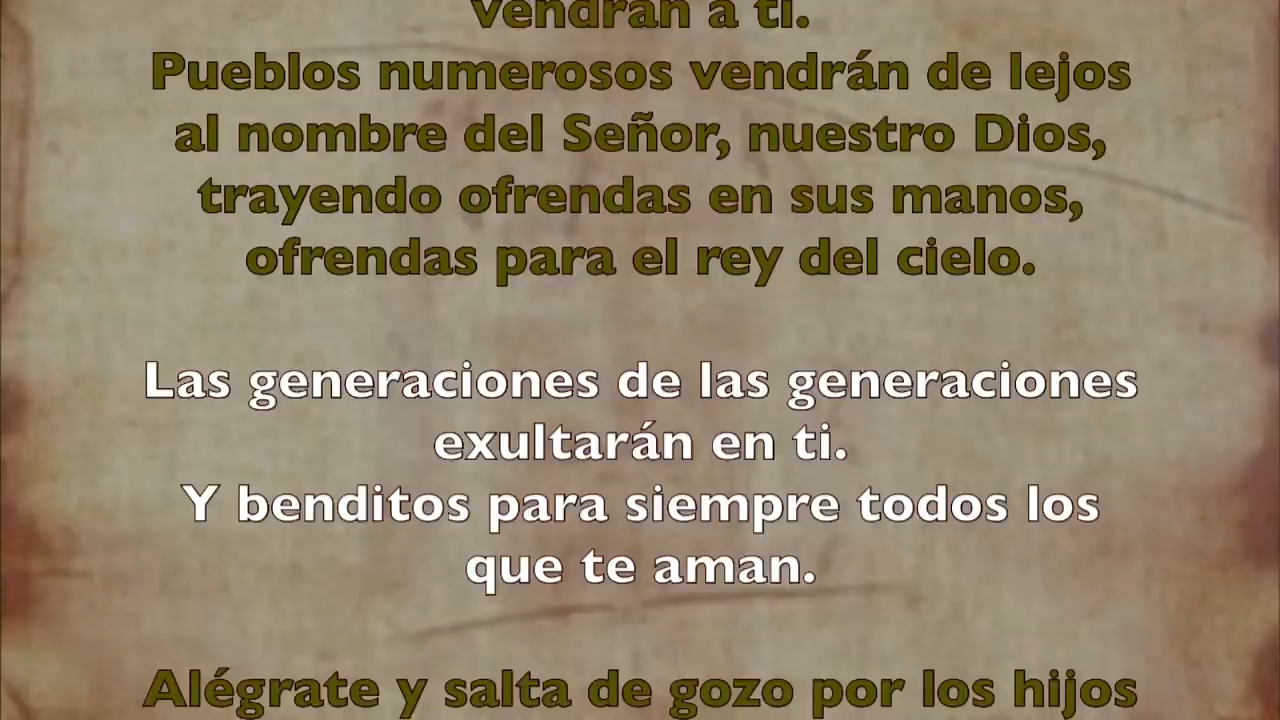 vendrán a ti.
Pueblos numerosos vendrán de lejos
al nombre del Señor, nuestro Dios,
trayendo ofrendas en sus manos,
ofrendas para el rey del cielo.
Las generaciones de las generaciones
exultarán en ti.
Y benditos para siempre todos los
que te aman.
Alégrate y salta de gozo por los hijos